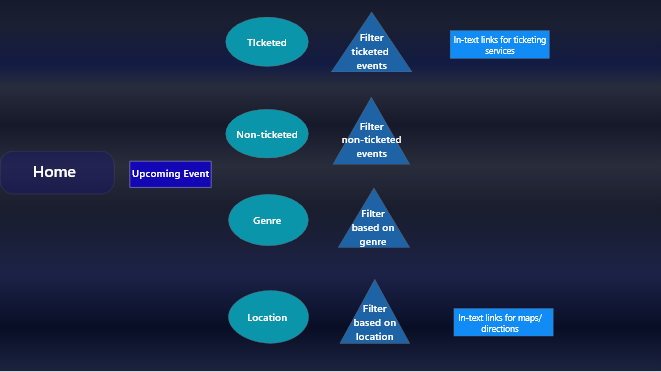 Home
Upcoming Event
TIcketed
Filter
ticketed
events
In-text links for ticketing
services
Non-ticketed
Filter
non-ticketed
events
Genre
Filter
based on
genre
Location
Filter
based on
location
In-text links for maps/
directions